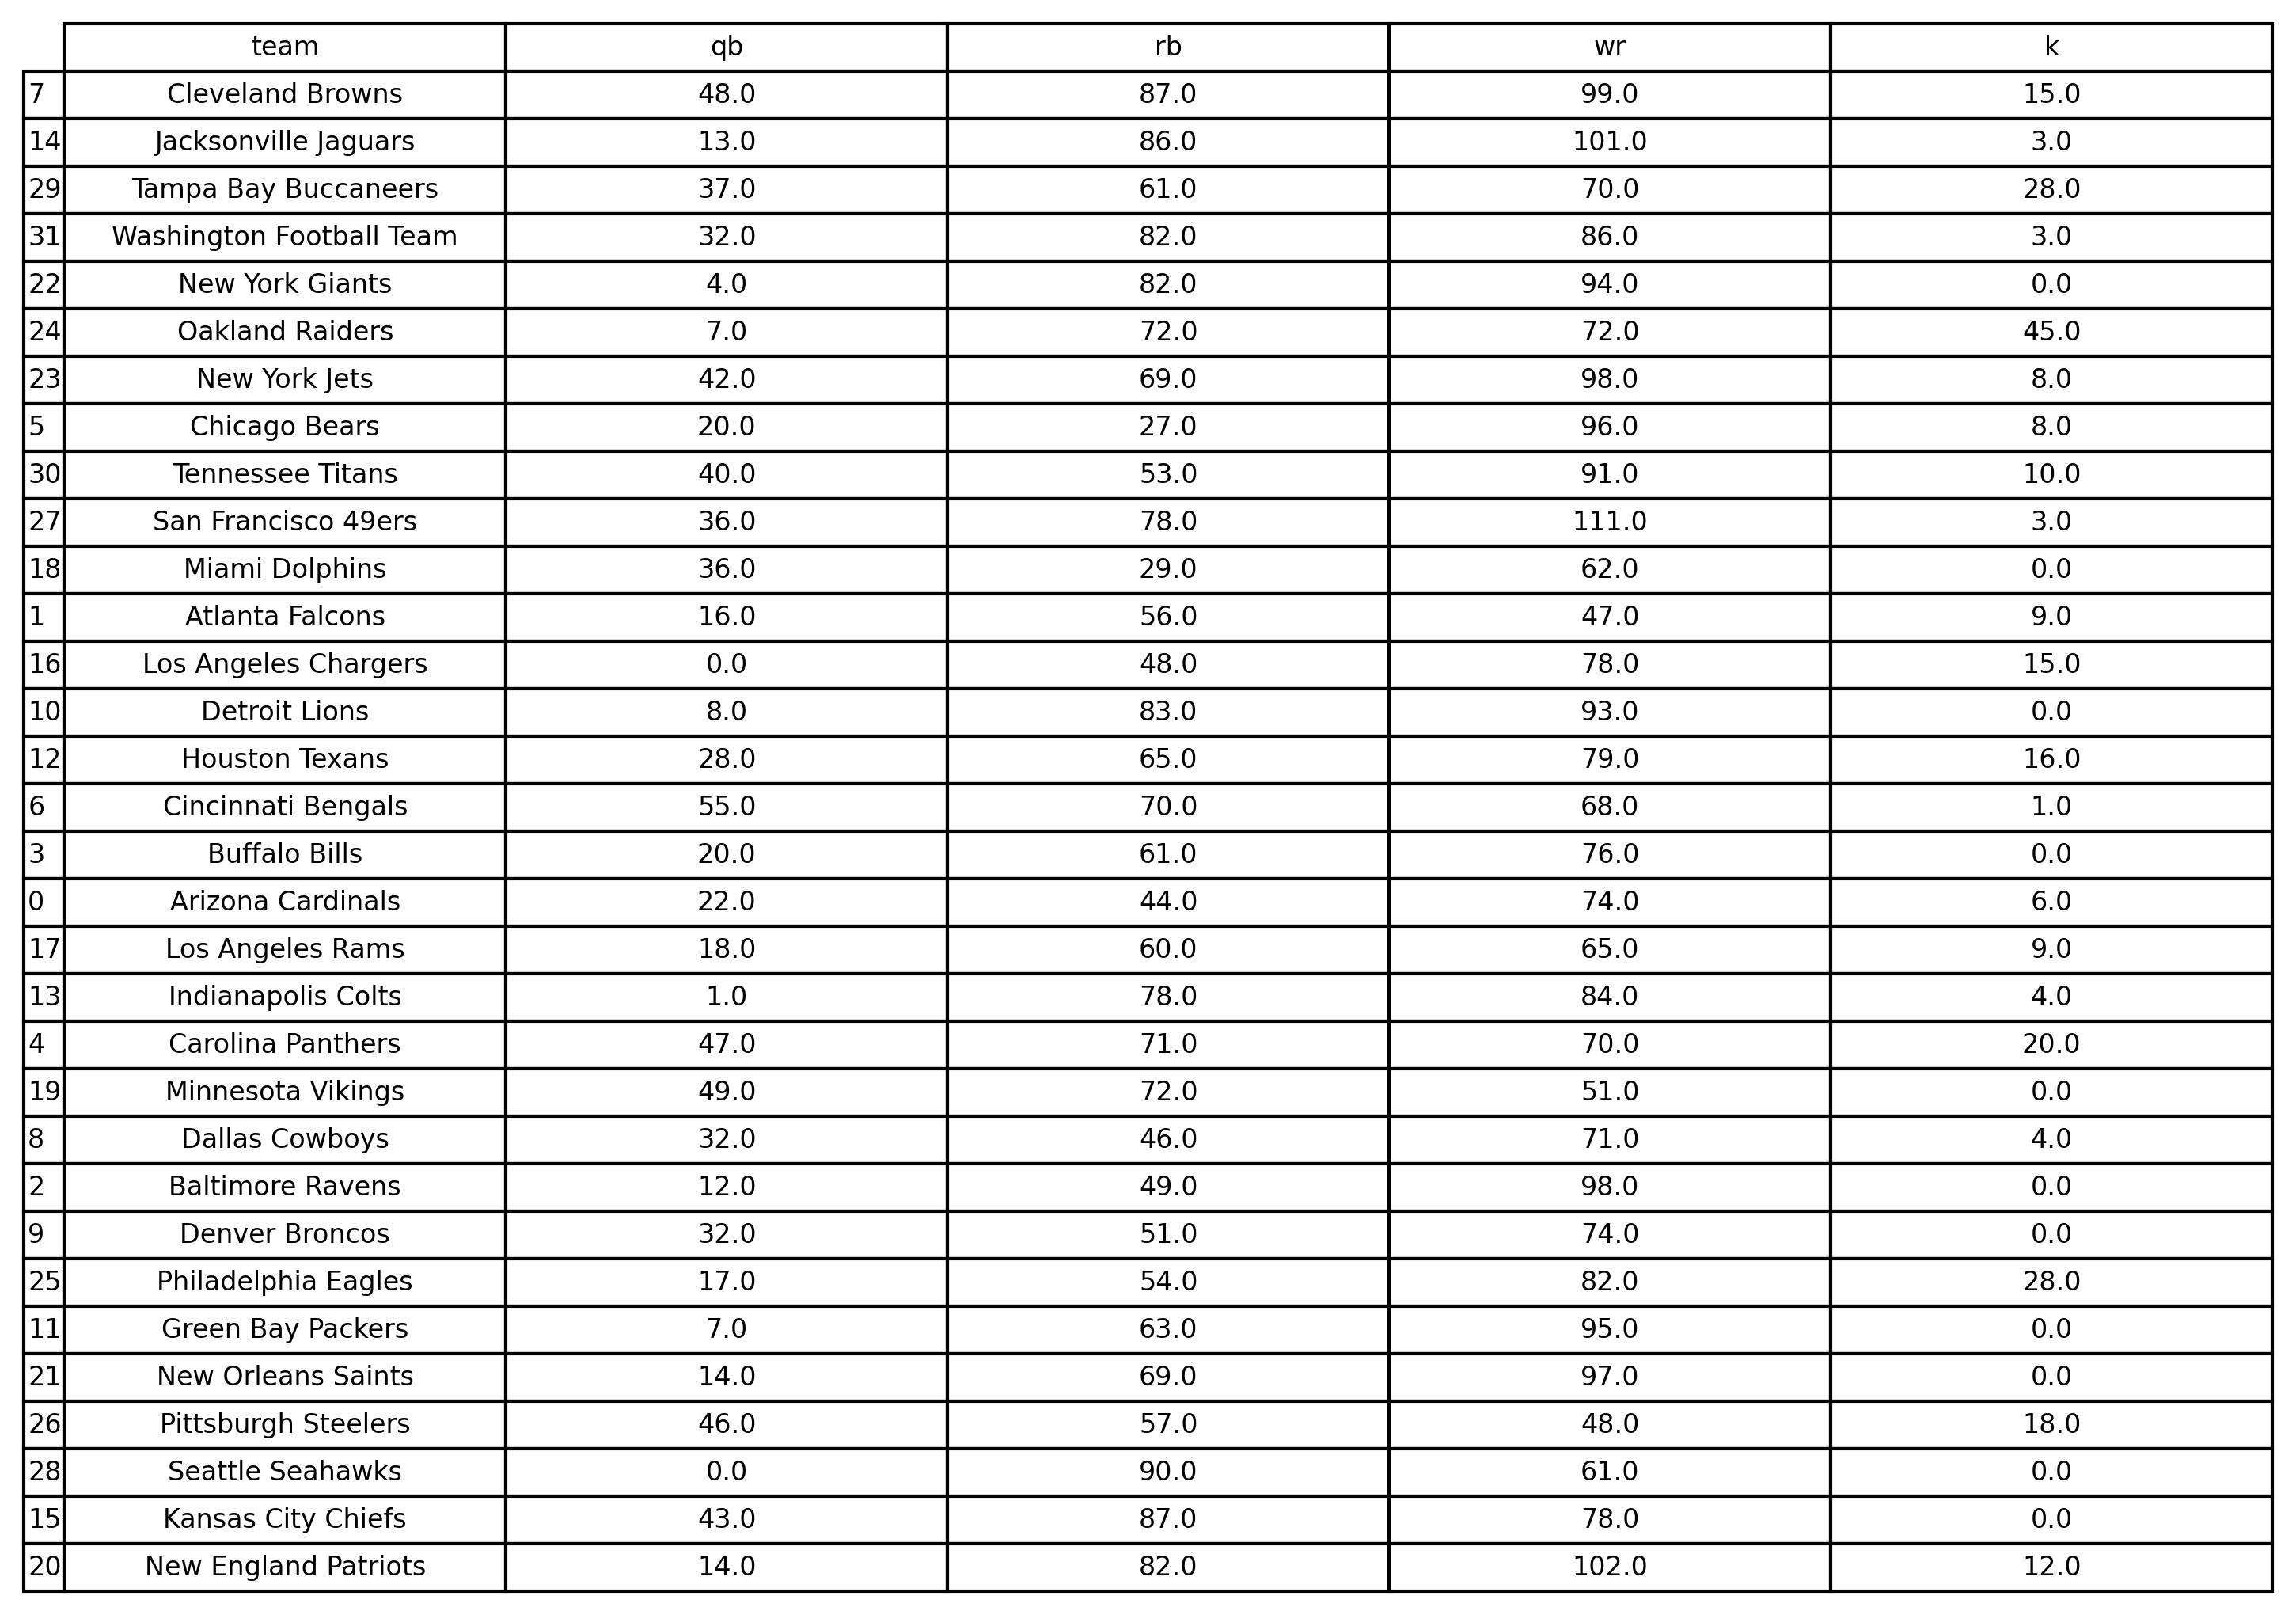 team qb rb wr k
7 Cleveland Browns 48.0 87.0 99.0 15.0
14 Jacksonville Jaguars 13.0 86.0 101.0 3.0
29 Tampa Bay Buccaneers 37.0 61.0 70.0 28.0
31 Washington Football Team 32.0 82.0 86.0 3.0
22 New York Giants 4.0 82.0 94.0 0.0
24 Oakland Raiders 7.0 72.0 72.0 45.0
23 New York Jets 42.0 69.0 98.0 8.0
5 Chicago Bears 20.0 27.0 96.0 8.0
30 Tennessee Titans 40.0 53.0 91.0 10.0
27 San Francisco 49ers 36.0 78.0 111.0 3.0
18 Miami Dolphins 36.0 29.0 62.0 0.0
1 Atlanta Falcons 16.0 56.0 47.0 9.0
16 Los Angeles Chargers 0.0 48.0 78.0 15.0
10 Detroit Lions 8.0 83.0 93.0 0.0
12 Houston Texans 28.0 65.0 79.0 16.0
6 Cincinnati Bengals 55.0 70.0 68.0 1.0
3 Buffalo Bills 20.0 61.0 76.0 0.0
0 Arizona Cardinals 22.0 44.0 74.0 6.0
17 Los Angeles Rams 18.0 60.0 65.0 9.0
13 Indianapolis Colts 1.0 78.0 84.0 4.0
4 Carolina Panthers 47.0 71.0 70.0 20.0
19 Minnesota Vikings 49.0 72.0 51.0 0.0
8 Dallas Cowboys 32.0 46.0 71.0 4.0
2 Baltimore Ravens 12.0 49.0 98.0 0.0
9 Denver Broncos 32.0 51.0 74.0 0.0
25 Philadelphia Eagles 17.0 54.0 82.0 28.0
11 Green Bay Packers 7.0 63.0 95.0 0.0
21 New Orleans Saints 14.0 69.0 97.0 0.0
26 Pittsburgh Steelers 46.0 57.0 48.0 18.0
28 Seattle Seahawks 0.0 90.0 61.0 0.0
15 Kansas City Chiefs 43.0 87.0 78.0 0.0
20 New England Patriots 14.0 82.0 102.0 12.0